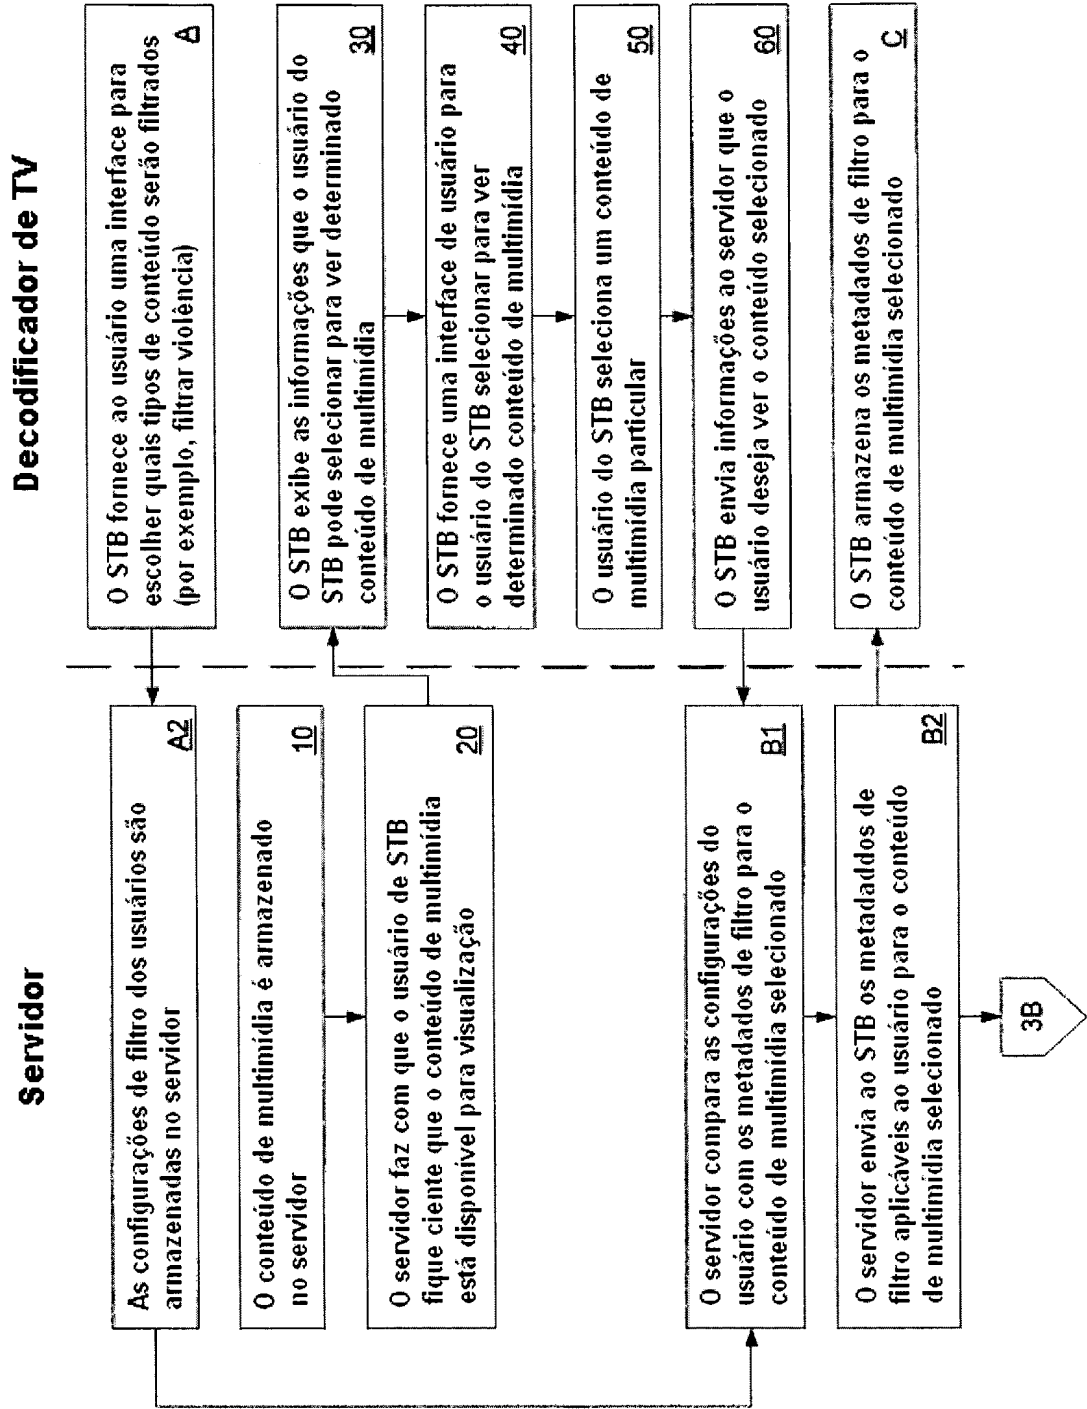 Servidor
Decodificador de TV
As configurações de filtro dos usuários são
armazenadas no servidor
A2
O conteúdo de multimídia é armazenado
no servidor
10
O servidor faz com que o usuário de STB
fique ciente que o conteúdo de multimídia
está disponível para visualização
20
O servidor compara as configurações do
usuário com os metadados de filtro para o
conteúdo de multimídia selecionado
B1
O servidor envia ao STB os metadaddos de
filtro aplicáveis ao usuário para o conteúdo
de multimídia selecionado
B2
3B
O STB fornece ao usuário uma interface para
escolher quais tipos de conteúdo serão filtrados
(por exemplo, filtrar violência)
A
O STB exibe as informações que o usuário do
STB pode selecionar para ver determinado
conteúdo de multimídia
30
O STB fornece uma interface de usuário para
o usuário do STB selecionar para ver
determinado conteúdo de multimídia
40
O usuário do STB seleciona um conteúdo de
multimídia particular
50
O STB envia informações ao servidor que o
usuário deseja ver o conteúdo selecionado
60
O STB armazena os metadados de filtro para o
conteúdo de multimídia selecionado
C